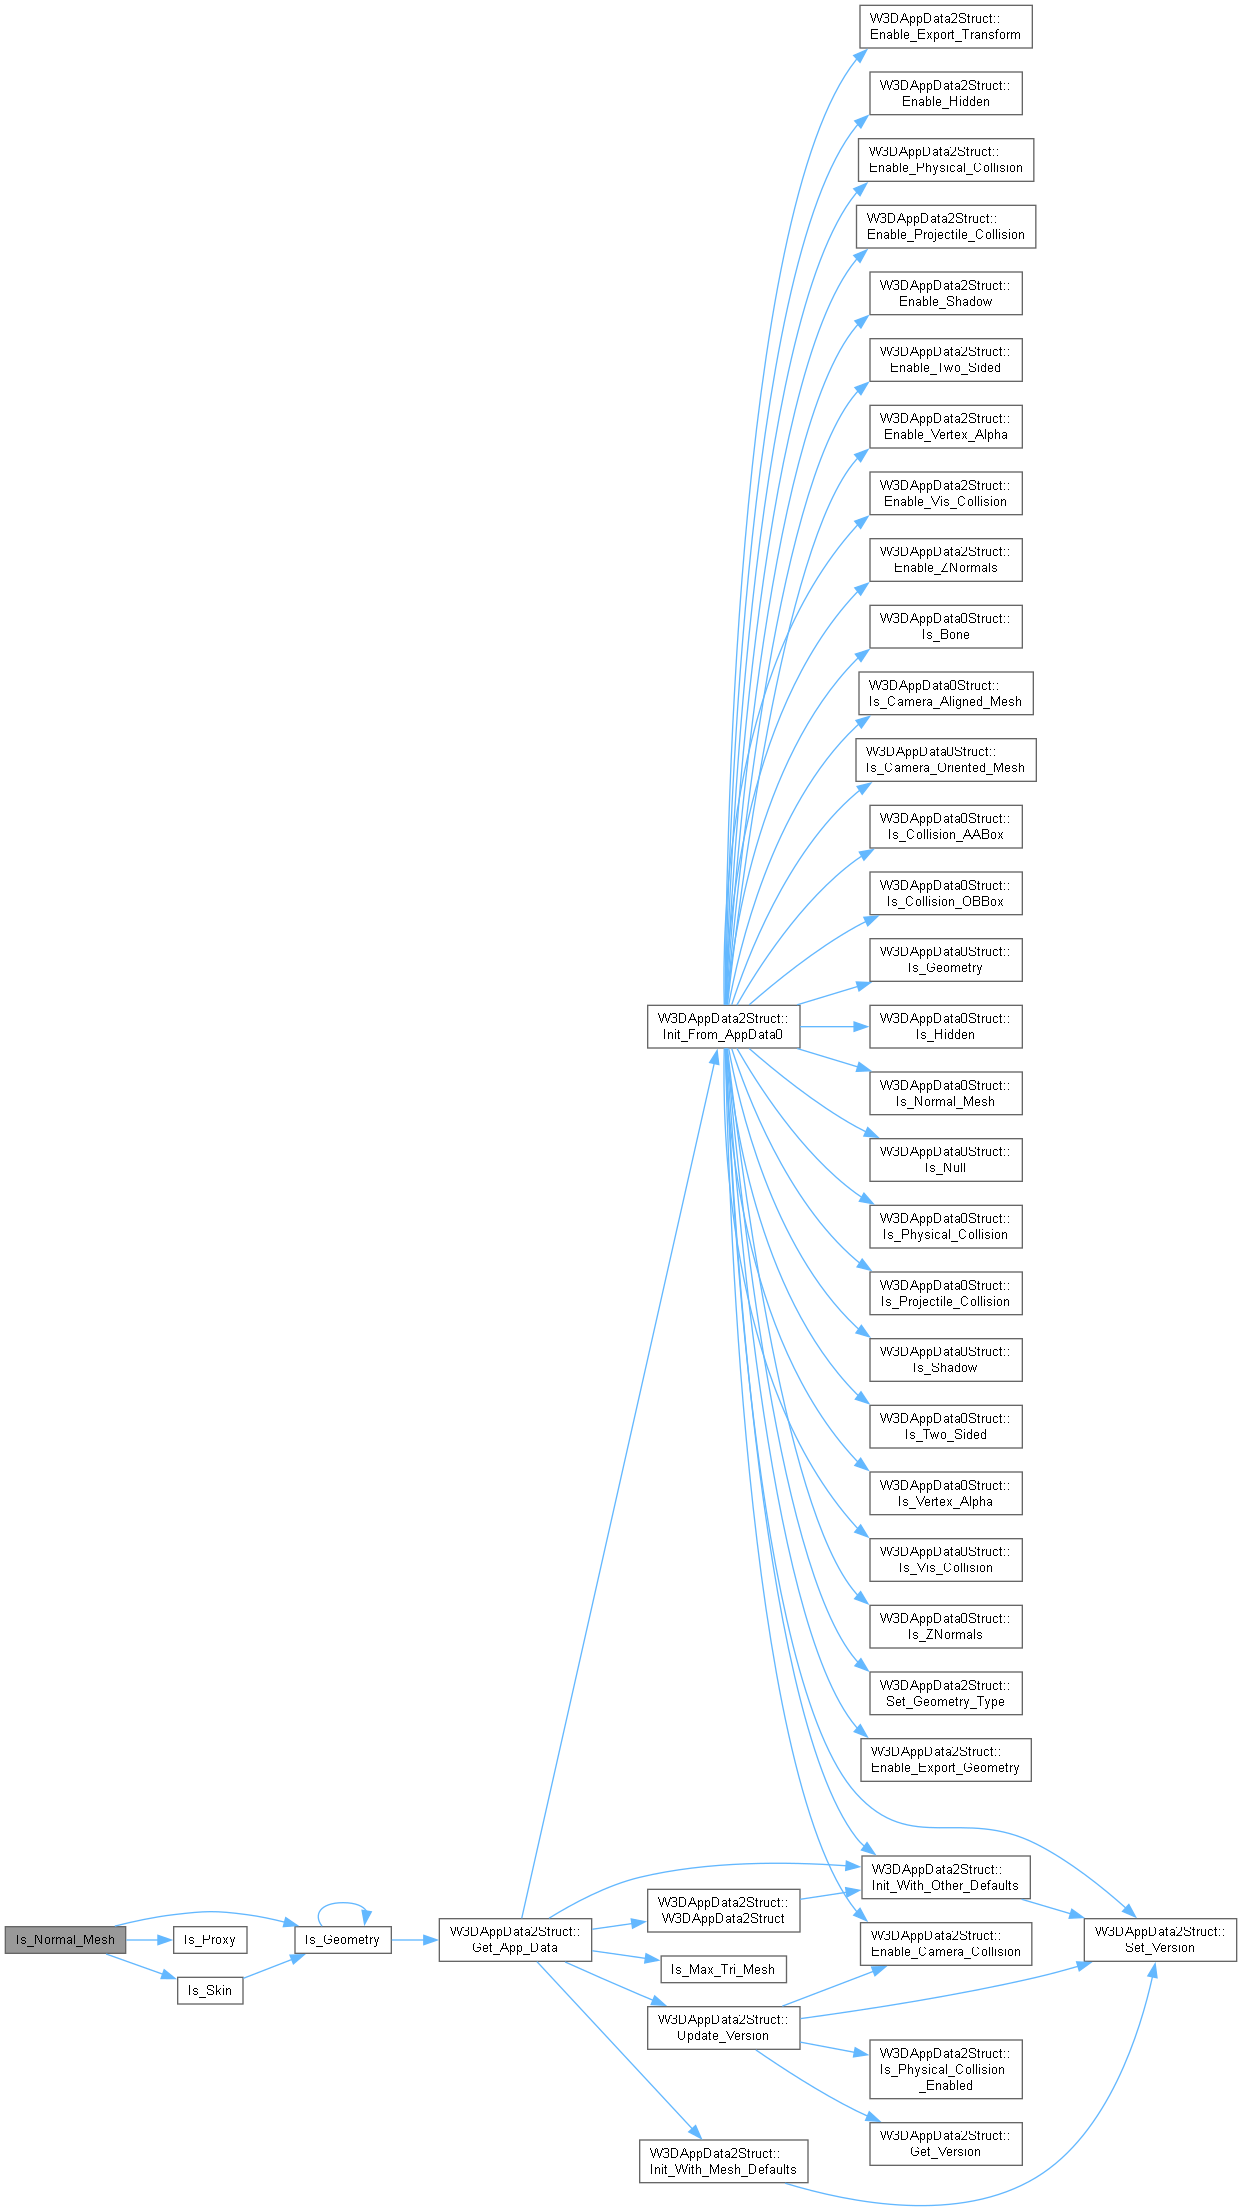 W3DAppData2Struct::
Enable_Export_Transform
W3DAppData2Struct::
Enable_Hidden
W3DAppData2Struct::
Enable_Physical_Collision
W3DAppData2Struct::
Enable_Projectile_Collision
W3DAppData2Struct::
Enable_Shadow
W3DAppData2Struct::
Enable_Two_Sided
W3DAppData2Struct::
Enable_Vertex_Alpha
W3DAppData2Struct::
Enable_Vis_Collision
W3DAppData2Struct::
Enable_ZNormals
W3DAppData0Struct::
Is_Bone
W3DAppData0Struct::
Is_Camera_Aligned_Mesh
W3DAppData0Struct::
Is_Camera_Oriented_Mesh
W3DAppData0Struct::
Is_Collision_AABox
W3DAppData0Struct::
Is_Collision_OBBox
W3DAppData0Struct::
Is_Geometry
W3DAppData2Struct::
Init_From_AppData0
W3DAppData0Struct::
Is_Hidden
W3DAppData0Struct::
Is_Normal_Mesh
W3DAppData0Struct::
Is_Null
W3DAppData0Struct::
Is_Physical_Collision
W3DAppData0Struct::
Is_Projectile_Collision
W3DAppData0Struct::
Is_Shadow
W3DAppData0Struct::
Is_Two_Sided
W3DAppData0Struct::
Is_Vertex_Alpha
W3DAppData0Struct::
Is_Vis_Collision
W3DAppData0Struct::
Is_ZNormals
W3DAppData2Struct::
Set_Geometry_Type
W3DAppData2Struct::
Enable_Export_Geometry
W3DAppData2Struct::
Init_With_Other_Defaults
W3DAppData2Struct::
W3DAppData2Struct
Is_Normal_Mesh
Is_Proxy
Is_Geometry
W3DAppData2Struct::
Get_App_Data
W3DAppData2Struct::
Enable_Camera_Collision
W3DAppData2Struct::
Set_Version
Is_Max_Tri_Mesh
Is_Skin
W3DAppData2Struct::
Update_Version
W3DAppData2Struct::
Is_Physical_Collision
_Enabled
W3DAppData2Struct::
Get_Version
W3DAppData2Struct::
Init_With_Mesh_Defaults